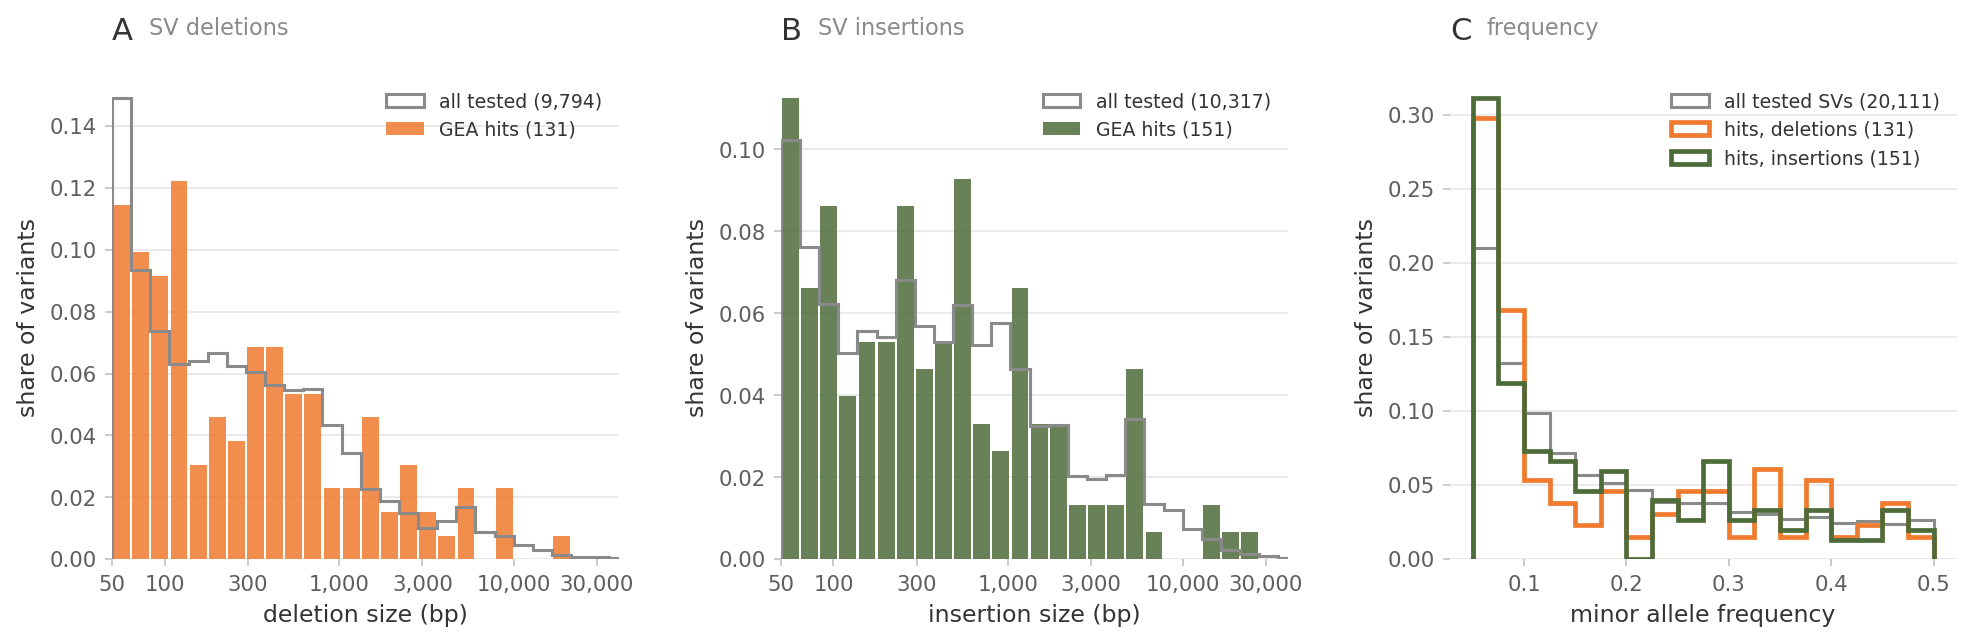 A SV deletions
all tested (9,794)
GEA hits (131)
share of variants
0.14
0.12
0.10
0.08
0.06
0.04
0.02
0.00
50 100 300 1,000 3,000 10,000 30,000
deletion size (bp)
B SV insertions
all tested (10,317)
GEA hits (151)
share of variants
0.10
0.08
0.06
0.04
0.02
0.00
50 100 300 1,000 3,000 10,000 30,000
insertion size (bp)
C frequency
all tested SVs (20,111)
hits, deletions (131)
hits, insertions (151)
share of variants
0.30
0.25
0.20
0.15
0.10
0.05
0.00
0.1 0.2 0.3 0.4 0.5
minor allele frequency